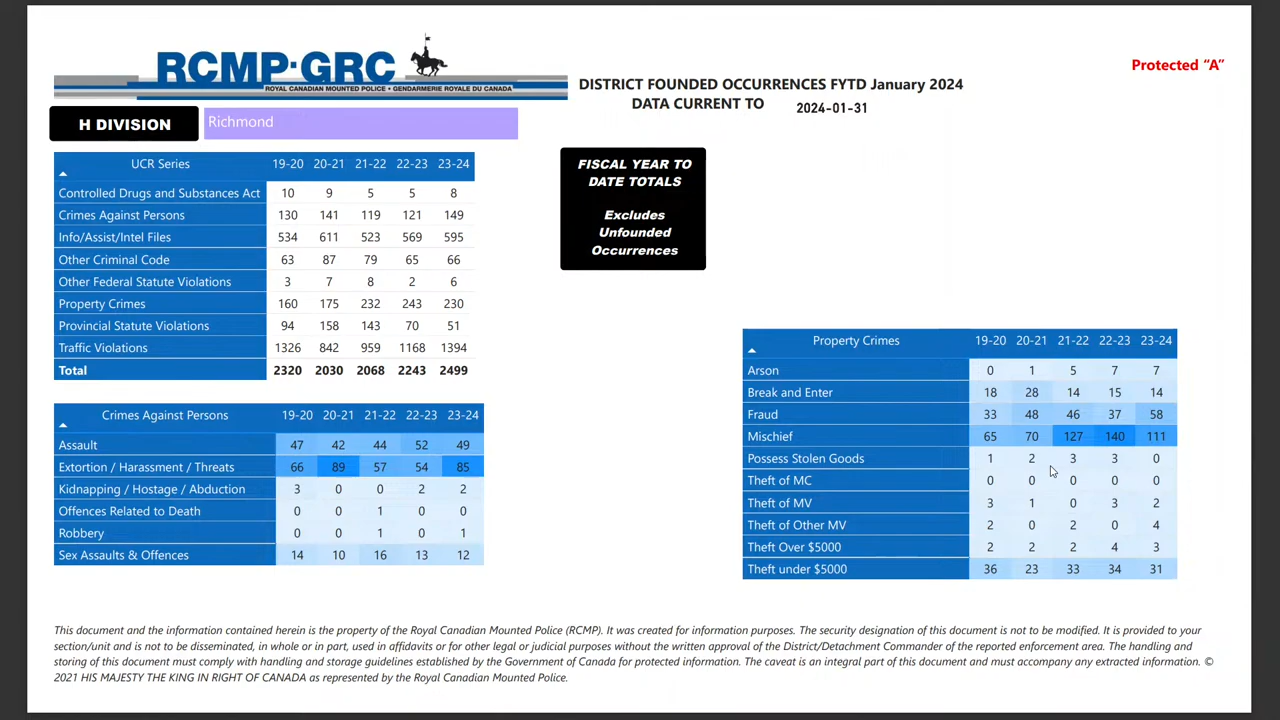 RCMP·GRC
ROYAL CANADIAN MOUNTED POLICE • GENDARMERIE ROYALE DU CANADA
Protected “A”
DISTRICT FOUNDED OCCURRENCES FYTD January 2024
DATA CURRENT TO 2024-01-31
H DIVISION
Richmond
UCR Series 19-20 20-21 21-22 22-23 23-24
Controlled Drugs and Substances Act 10 9 5 5 8
Crimes Against Persons 130 141 119 121 149
Info/Assist/Intel Files 534 611 523 569 595
Other Criminal Code 63 87 79 65 66
Other Federal Statute Violations 3 7 8 2 6
Property Crimes 160 175 232 243 230
Provincial Statute Violations 94 158 143 70 51
Traffic Violations 1326 842 959 1168 1394
Total 2320 2030 2068 2243 2499
FISCAL YEAR TO
DATE TOTALS
Excludes
Unfounded
Occurrences
Crimes Against Persons 19-20 20-21 21-22 22-23 23-24
Assault 47 42 44 52 49
Extortion / Harassment / Threats 66 89 57 54 85
Kidnapping / Hostage / Abduction 3 0 0 2 2
Offences Related to Death 0 0 1 0 0
Robbery 0 0 1 0 1
Sex Assaults & Offences 14 10 16 13 12
Property Crimes 19-20 20-21 21-22 22-23 23-24
Arson 0 1 5 7 7
Break and Enter 18 28 14 15 14
Fraud 33 48 46 37 58
Mischief 65 70 127 140 111
Possess Stolen Goods 1 2 3 3 0
Theft of MC 0 0 0 0 0
Theft of MV 3 1 0 3 2
Theft of Other MV 2 0 2 0 4
Theft Over $5000 2 2 2 4 3
Theft under $5000 36 23 33 34 31
This document and the information contained herein is the property of the Royal Canadian Mounted Police (RCMP). It was created for information purposes. The security designation of this document is not to be modified. It is provided to your
section/unit and is not to be disseminated, in whole or in part, used in affidavits or for other legal or judicial purposes without the written approval of the District/Detachment Commander of the reported enforcement area. The handling and
storing of this document must comply with handling and storage guidelines established by the Government of Canada for protected information. The caveat is an integral part of this document and must accompany any extracted information. ©
2021 HIS MAJESTY THE KING IN RIGHT OF CANADA as represented by the Royal Canadian Mounted Police.